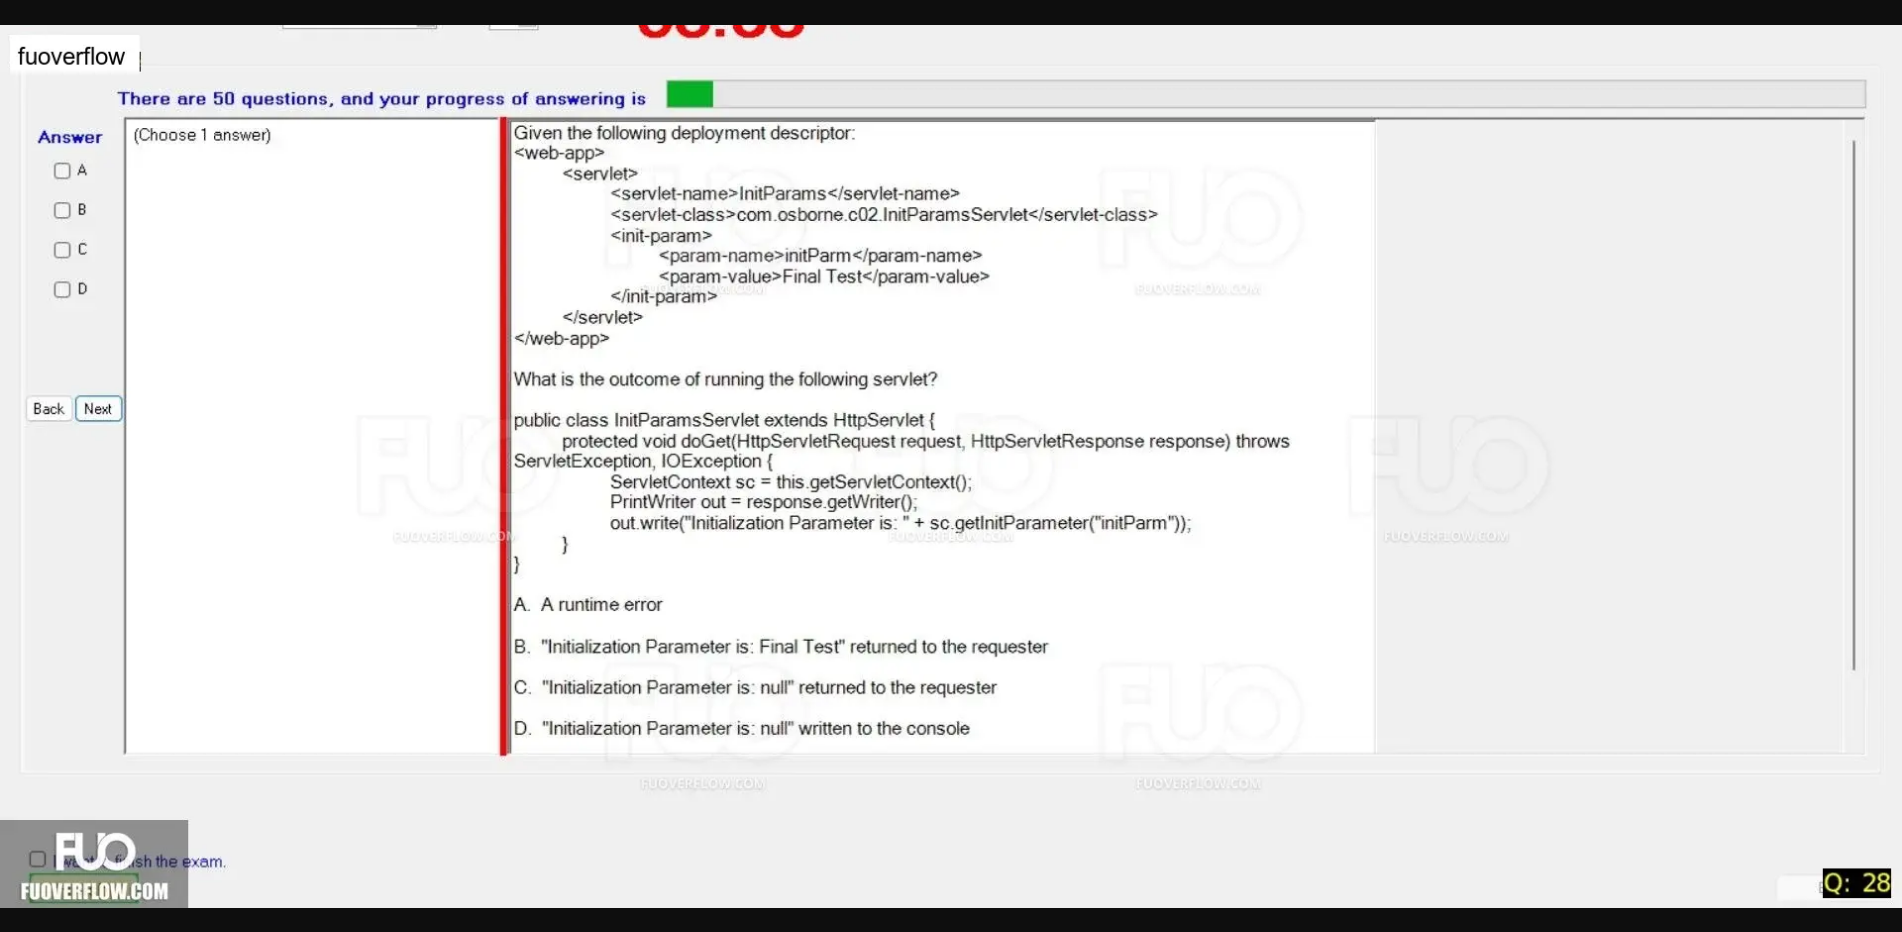 fuoverflow
There are 50 questions, and your progress of answering is
Answer
(Choose 1 answer)
A
B
C
D
Back
Next
Given the following deployment descriptor:
<web-app>
<servlet>
<servlet-name>InitParams</servlet-name>
<servlet-class>com.osborne.c02.InitParamsServlet</servlet-class>
<init-param>
<param-name>initParm</param-name>
<param-value>Final Test</param-value>
</init-param>
</servlet>
</web-app>
What is the outcome of running the following servlet?
public class InitParamsServlet extends HttpServlet {
protected void doGet(HttpServletRequest request, HttpServletResponse response) throws
ServletException, IOException {
ServletContext sc = this.getServletContext();
PrintWriter out = response.getWriter();
out.write("Initialization Parameter is: " + sc.getInitParameter("initParm"));
}
}
A. A runtime error
B. "Initialization Parameter is: Final Test" returned to the requester
C. "Initialization Parameter is: null" returned to the requester
D. "Initialization Parameter is: null" written to the console
FUO
FUOVERFLOW.COM
the exam.
Q: 28